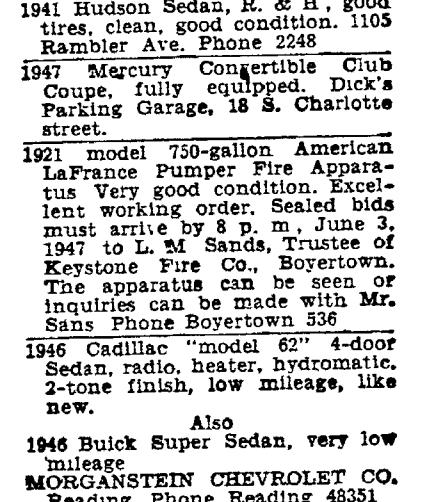 1941 Hudson Sedan, R. & H, good
tires, clean, good condition. 1105
Rambler Ave. Phone 2248
1947 Mercury Convertible Club
Coupe, fully equipped. Dick's
Parking Garage, 18 S. Charlotte
street.
1921 model 750-gallon American
LaFrance Pumper Fire Appara-
tus Very good condition. Excel-
lent working order. Sealed bids
must arrive by 8 p. m, June 3,
1947 to L. M Sands, Trustee of
Keystone Fire Co., Boyertown.
The apparatus can be seen or
inquiries can be made with Mr.
Sans Phone Boyertown 536
1946 Cadillac "model 62" 4-door
Sedan, radio, heater, hydromatic,
2-tone finish, low mileage, like
new.
Also
1946 Buick Super Sedan, very low
mileage
MORGANSTEIN CHEVROLET CO.
Reading, Phone Reading 48351